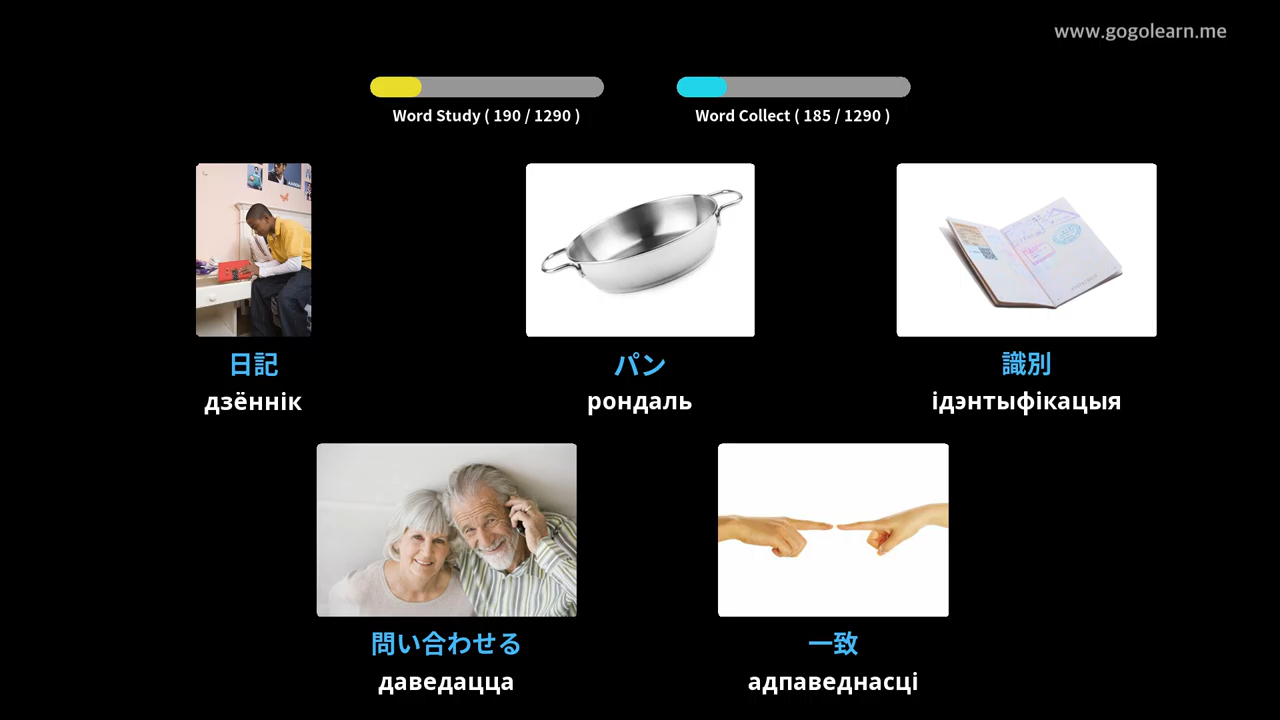 www.gogolearn.me
Word Study ( 190 / 1290 )
Word Collect ( 185 / 1290 )
日記
дзённік
パン
рондаль
識別
ідэнтыфікацыя
問い合わせる
даведацца
一致
адпаведнасці